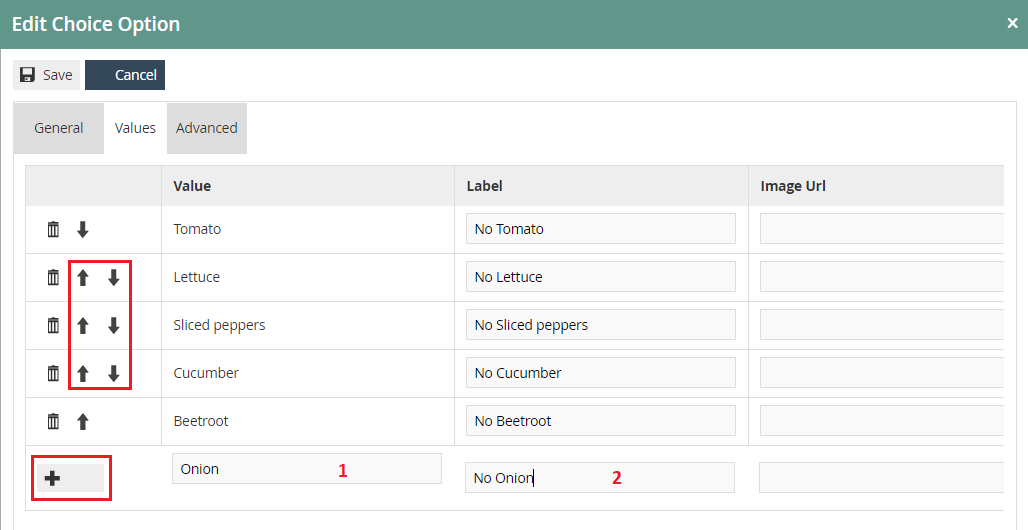 Edit Choice Option ×
Save Cancel
General Values Advanced
Value Label Image Url
Tomato No Tomato
Lettuce No Lettuce
Sliced peppers No Sliced peppers
Cucumber No Cucumber
Beetroot No Beetroot
Onion 1 No Onion 2